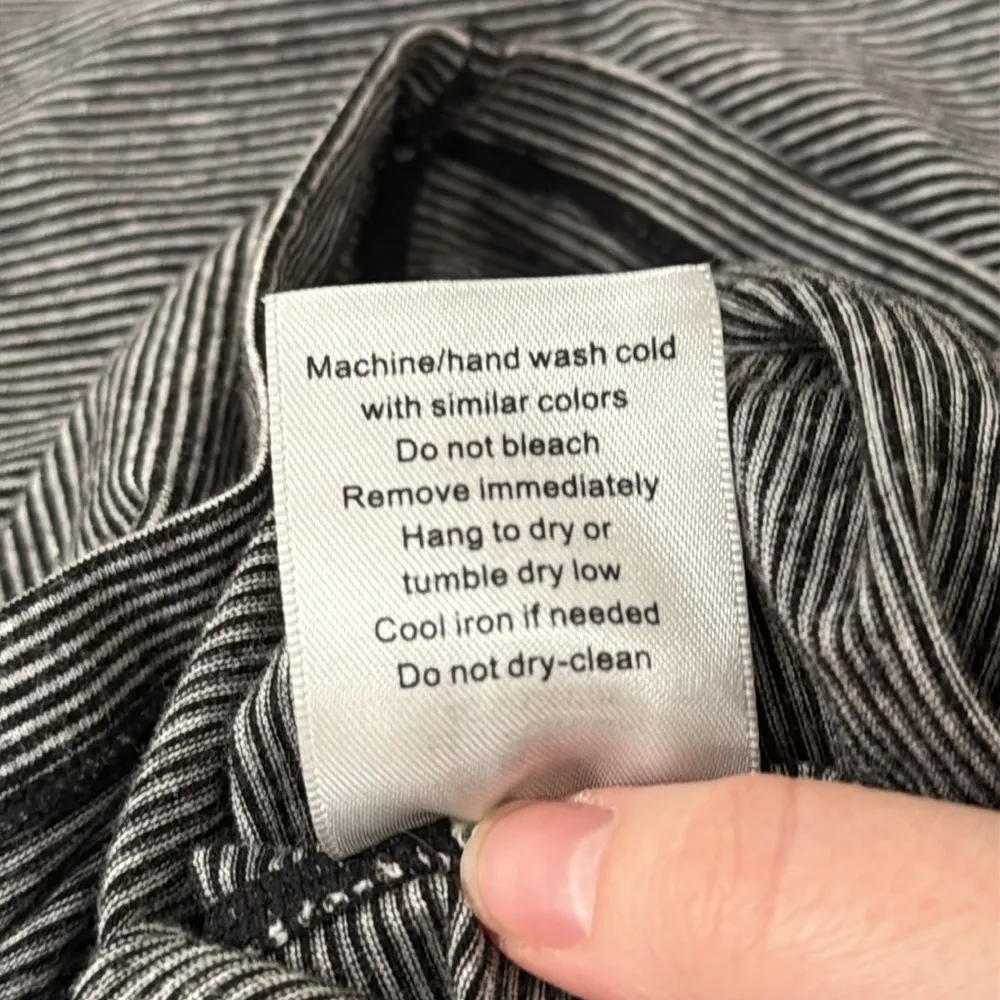 Machine/hand wash cold
with similar colors
Do not bleach
Remove immediately
Hang to dry or
tumble dry low
Cool iron if needed
Do not dry-clean